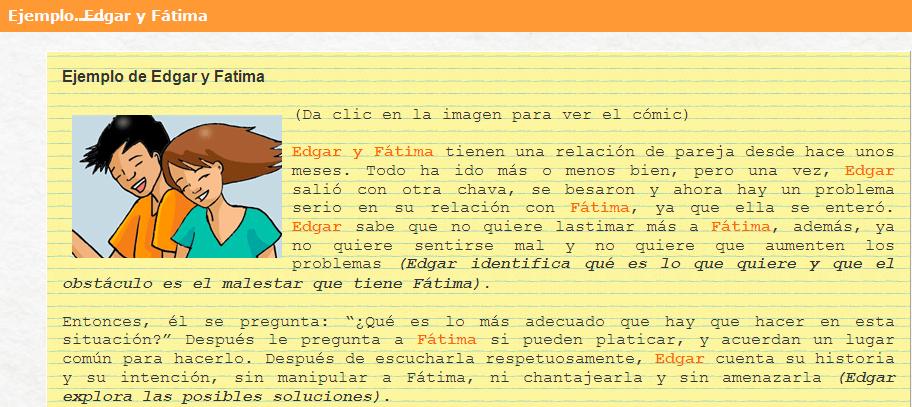 Ejemplo. Edgar y Fátima
Ejemplo de Edgar y Fatima
(Da clic en la imagen para ver el cómic)
Edgar y Fátima tienen una relación de pareja desde hace unos
meses. Todo ha ido más o menos bien, pero una vez, Edgar
salió con otra chava, se besaron y ahora hay un problema
serio en su relación con Fátima, ya que ella se enteró.
Edgar sabe que no quiere lastimar más a Fátima, además, ya
no quiere sentirse mal y no quiere que aumenten los
problemas (Edgar identifica qué es lo que quiere y que el
obstáculo es el malestar que tiene Fátima).
Entonces, él se pregunta: “¿Qué es lo más adecuado que hay que hacer en esta
situación?” Después le pregunta a Fátima si pueden platicar, y acuerdan un lugar
común para hacerlo. Después de escucharla respetuosamente, Edgar cuenta su historia
y su intención, sin manipular a Fátima, ni chantajearla y sin amenazarla (Edgar
explora las posibles soluciones).